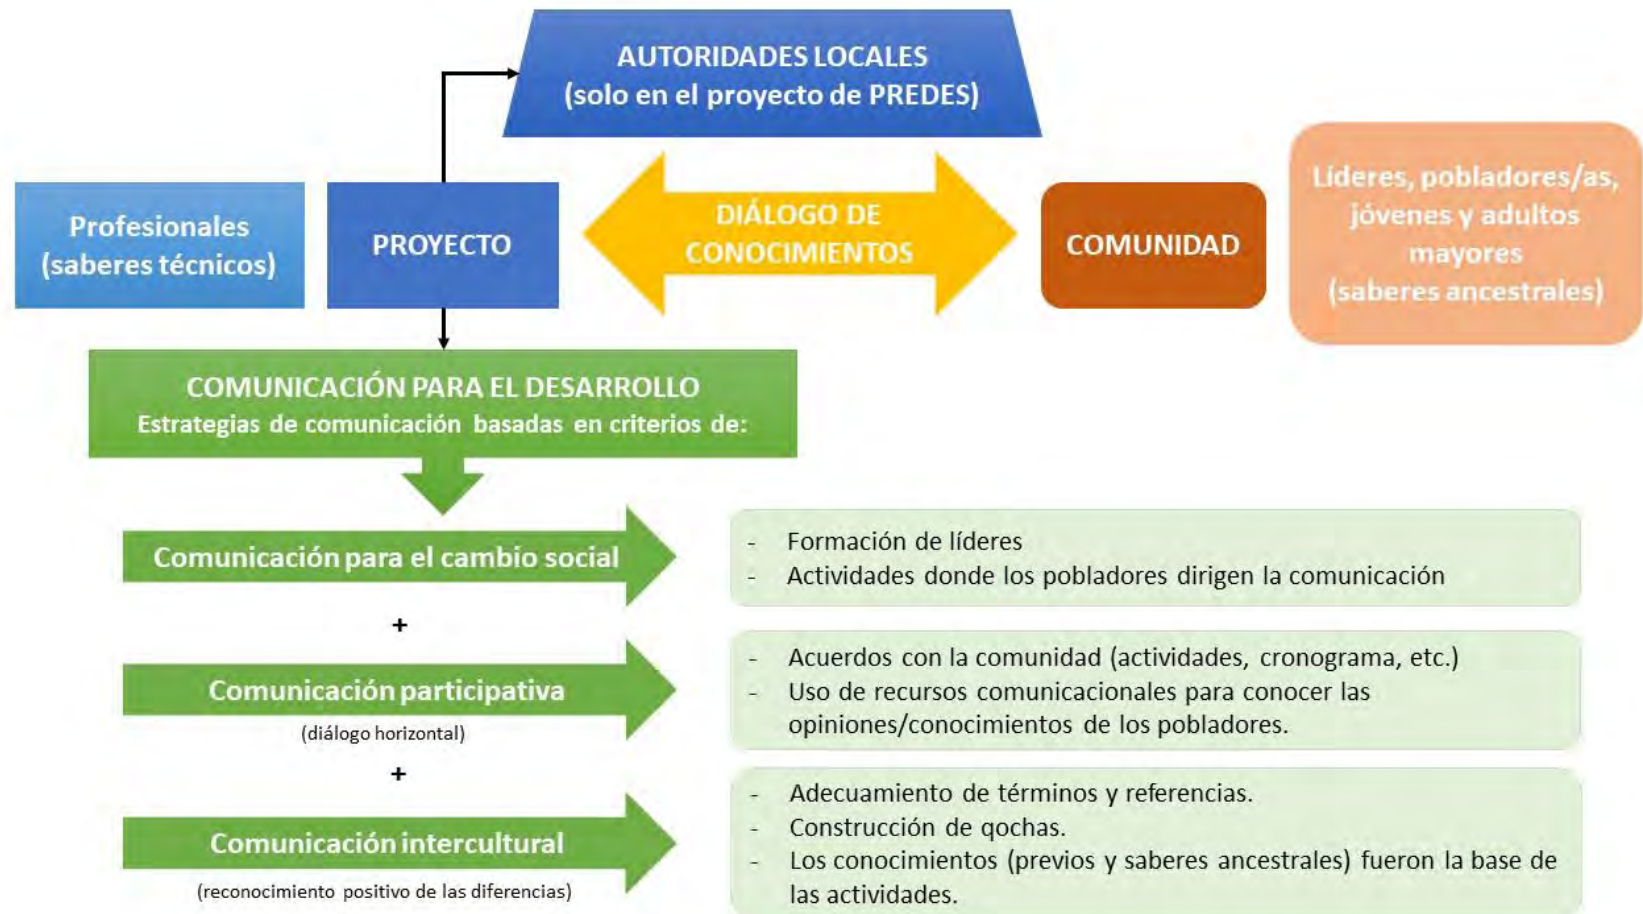 AUTORIDADES LOCALES
(solo en el proyecto de PREDES)
Profesionales
(saberes técnicos)
PROYECTO
DIÁLOGO DE
CONOCIMIENTOS
COMUNIDAD
Líderes, pobladores/as,
jóvenes y adultos
mayores
(saberes ancestrales)
COMUNICACIÓN PARA EL DESARROLLO
Estrategias de comunicación basadas en criterios de:
Comunicación para el cambio social
- Formación de líderes
- Actividades donde los pobladores dirigen la comunicación
+
Comunicación participativa
(diálogo horizontal)
- Acuerdos con la comunidad (actividades, cronograma, etc.)
- Uso de recursos comunicacionales para conocer las
opiniones/conocimientos de los pobladores.
+
Comunicación intercultural
(reconocimiento positivo de las diferencias)
- Adecuamiento de términos y referencias.
- Construcción de qochas.
- Los conocimientos (previos y saberes ancestrales) fueron la base de
las actividades.